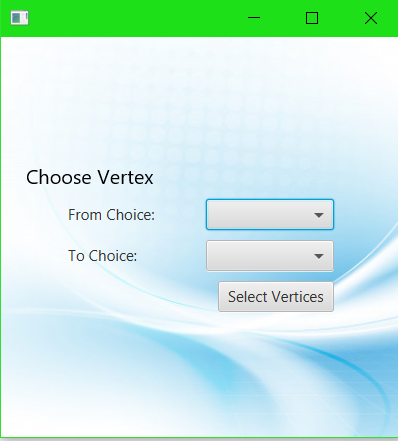 Choose Vertex
From Choice:
To Choice:
Select Vertices